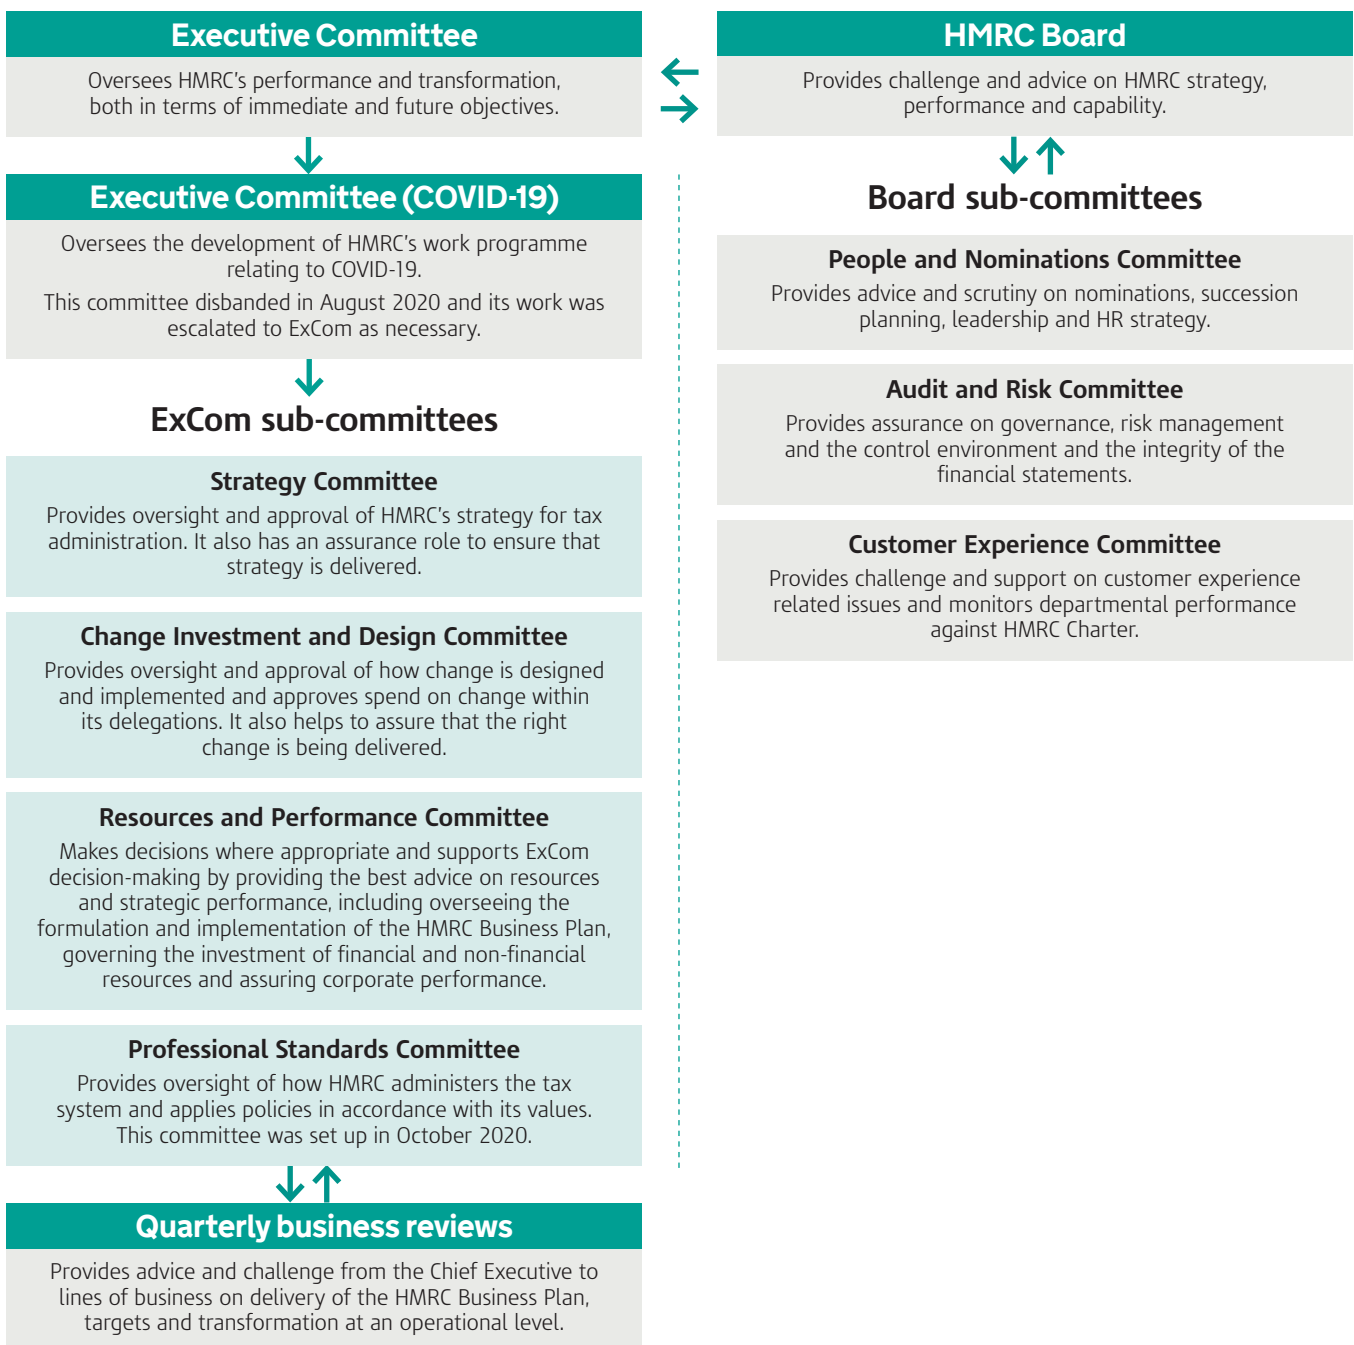 Executive Committee
Oversees HMRC's performance and transformation,
both in terms of immediate and future objectives.
Executive Committee (COVID-19)
Oversees the development of HMRC's work programme
relating to COVID-19.
This committee disbanded in August 2020 and its work was
escalated to ExCom as necessary.
ExCom sub-committees
Strategy Committee
Provides oversight and approval of HMRC's strategy for tax
administration. It also has an assurance role to ensure that
strategy is delivered.
Change Investment and Design Committee
Provides oversight and approval of how change is designed
and implemented and approves spend on change within
its delegations. It also helps to assure that the right
change is being delivered.
Resources and Performance Committee
Makes decisions where appropriate and supports ExCom
decision-making by providing the best advice on resources
and strategic performance, including overseeing the
formulation and implementation of the HMRC Business Plan,
governing the investment of financial and non-financial
resources and assuring corporate performance.
Professional Standards Committee
Provides oversight of how HMRC administers the tax
system and applies policies in accordance with its values.
This committee was set up in October 2020.
Quarterly business reviews
Provides advice and challenge from the Chief Executive to
lines of business on delivery of the HMRC Business Plan,
targets and transformation at an operational level.
HMRC Board
Provides challenge and advice on HMRC strategy,
performance and capability.
Board sub-committees
People and Nominations Committee
Provides advice and scrutiny on nominations, succession
planning, leadership and HR strategy.
Audit and Risk Committee
Provides assurance on governance, risk management
and the control environment and the integrity of the
financial statements.
Customer Experience Committee
Provides challenge and support on customer experience
related issues and monitors departmental performance
against HMRC Charter.